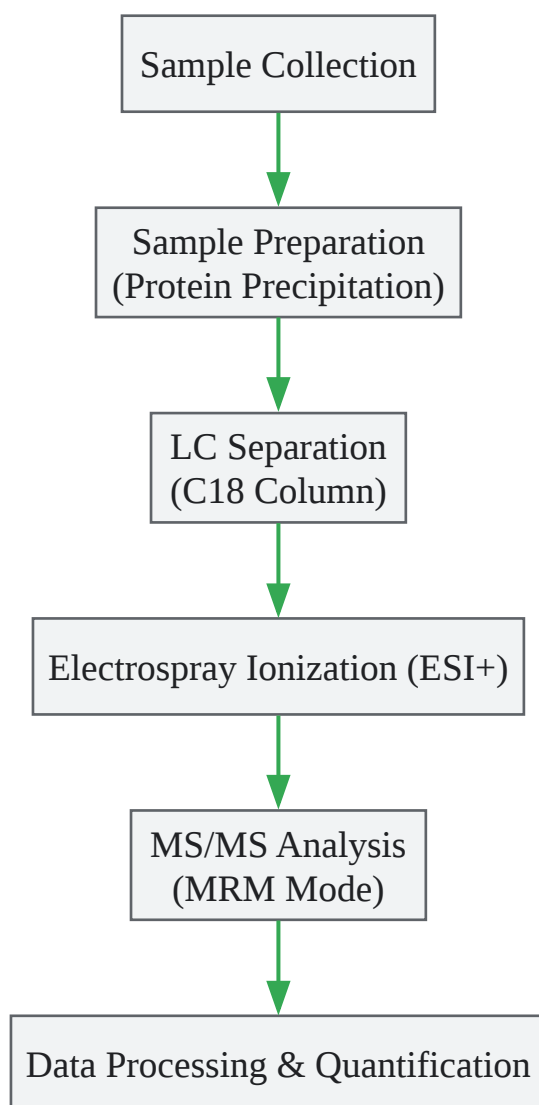 Sample Collection
Sample Preparation
(Protein Precipitation)
LC Separation
(C18 Column)
Electrospray Ionization (ESI+)
MS/MS Analysis
(MRM Mode)
Data Processing & Quantification